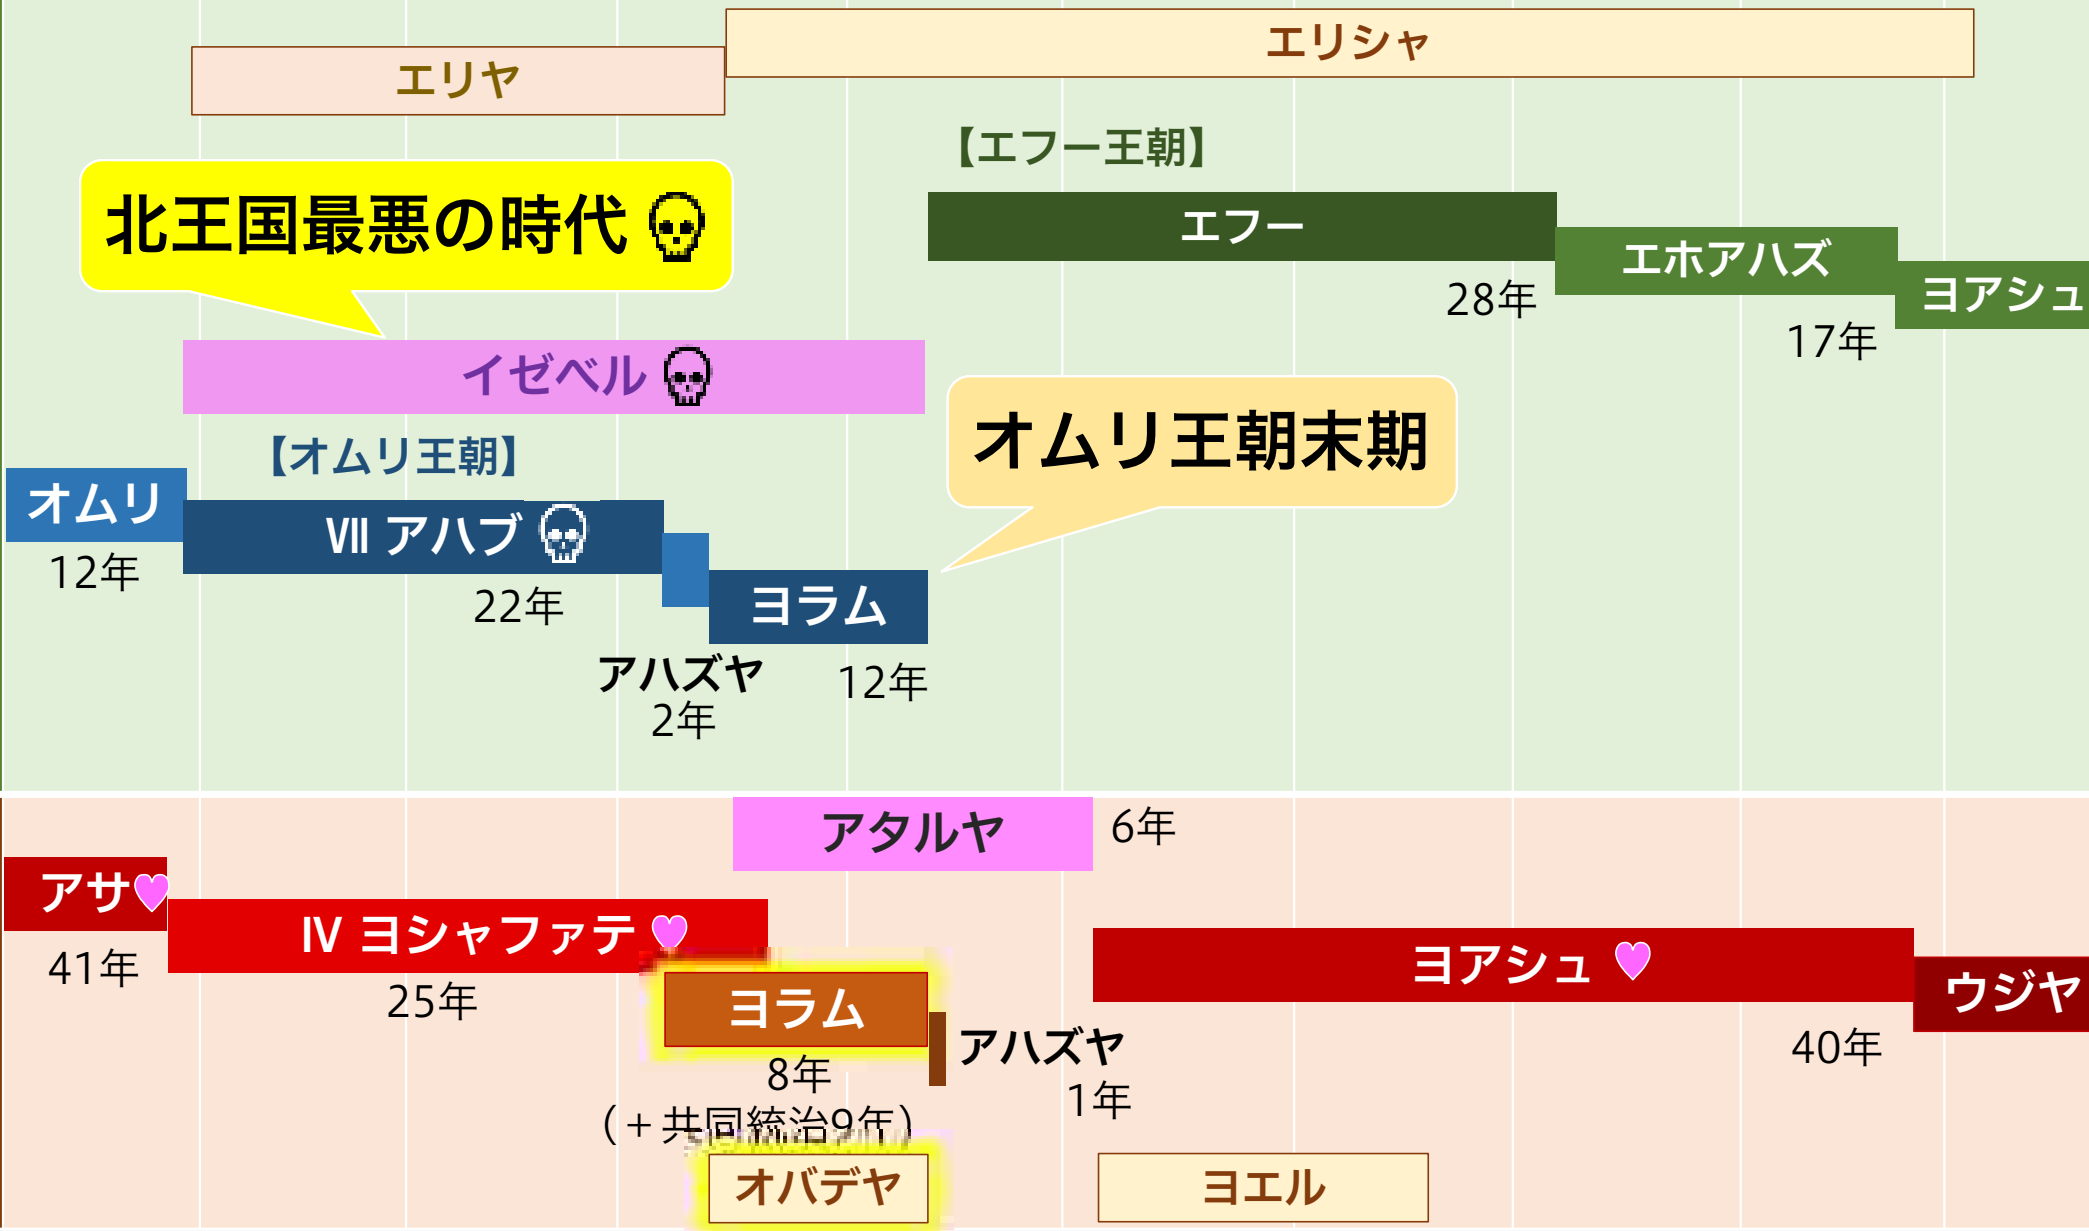 エリシャ
エリヤ
【エフー王朝】
北王国最悪の時代
エフー
エホアハズ
28年
ヨアシュ
17年
イゼベル
オムリ王朝末期
【オムリ王朝】
オムリ
Ⅶ アハブ
12年
22年
ヨラム
アハズヤ
2年
12年
アタルヤ
6年
アサ
41年
Ⅳ ヨシャファテ
25年
ヨアシュ
ウジヤ
40年
ヨラム
8年
(＋共同統治9年)
アハズヤ
1年
オバデヤ
ヨエル